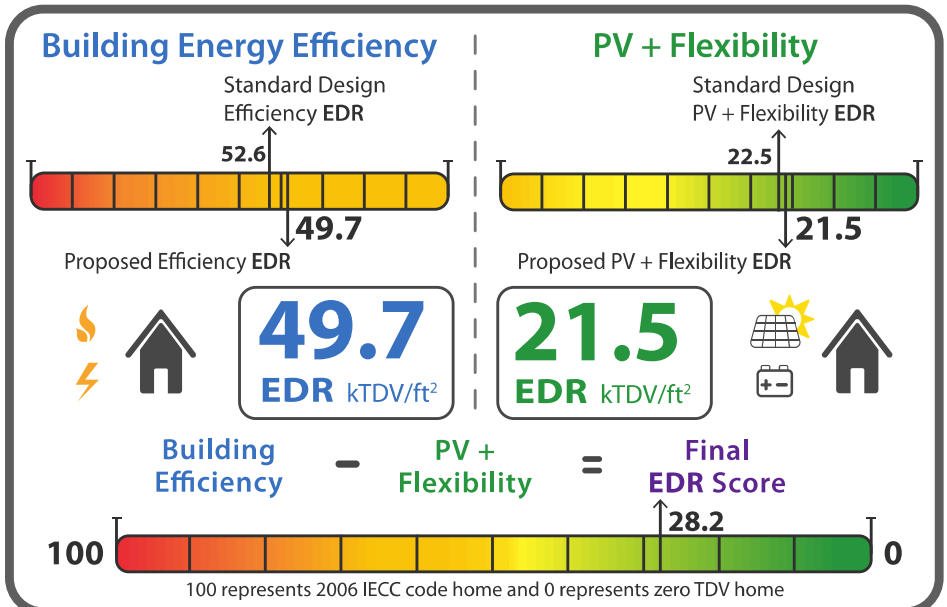 Building Energy Efficiency
Standard Design
Efficiency EDR
52.6
49.7
Proposed Efficiency EDR
49.7
EDR kTDV/ft²
PV + Flexibility
Standard Design
PV + Flexibility EDR
22.5
21.5
Proposed PV + Flexibility EDR
21.5
EDR kTDV/ft²
Building
Efficiency
-
PV +
Flexibility
=
Final
EDR Score
28.2
100
0
100 represents 2006 IECC code home and 0 represents zero TDV home